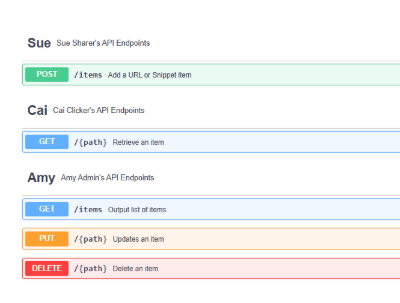 Sue Sue Sharer's API Endpoints
POST /items Add a URL or Snippet item
Cai Cai Clicker's API Endpoints
GET /{path} Retrieve an item
Amy Amy Admin's API Endpoints
GET /items Output list of items
PUT /{path} Updates an item
DELETE /{path} Delete an item